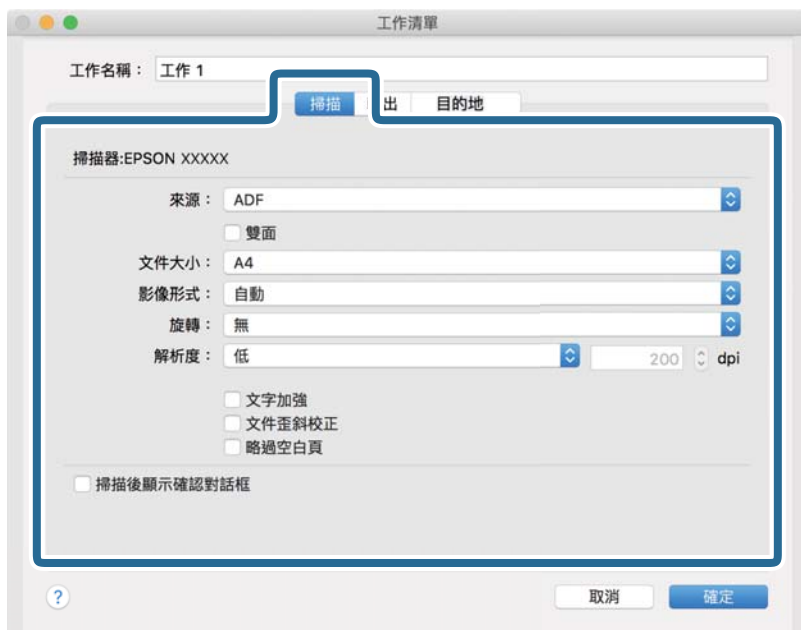 工作清單
工作名稱： 工作 1
掃描 出 目的地
掃描器:EPSON XXXXX
來源： ADF
雙面
文件大小： A4
影像形式： 自動
旋轉： 無
解析度： 低 200 dpi
文字加強
文件歪斜校正
略過空白頁
掃描後顯示確認對話框
? 取消 確定